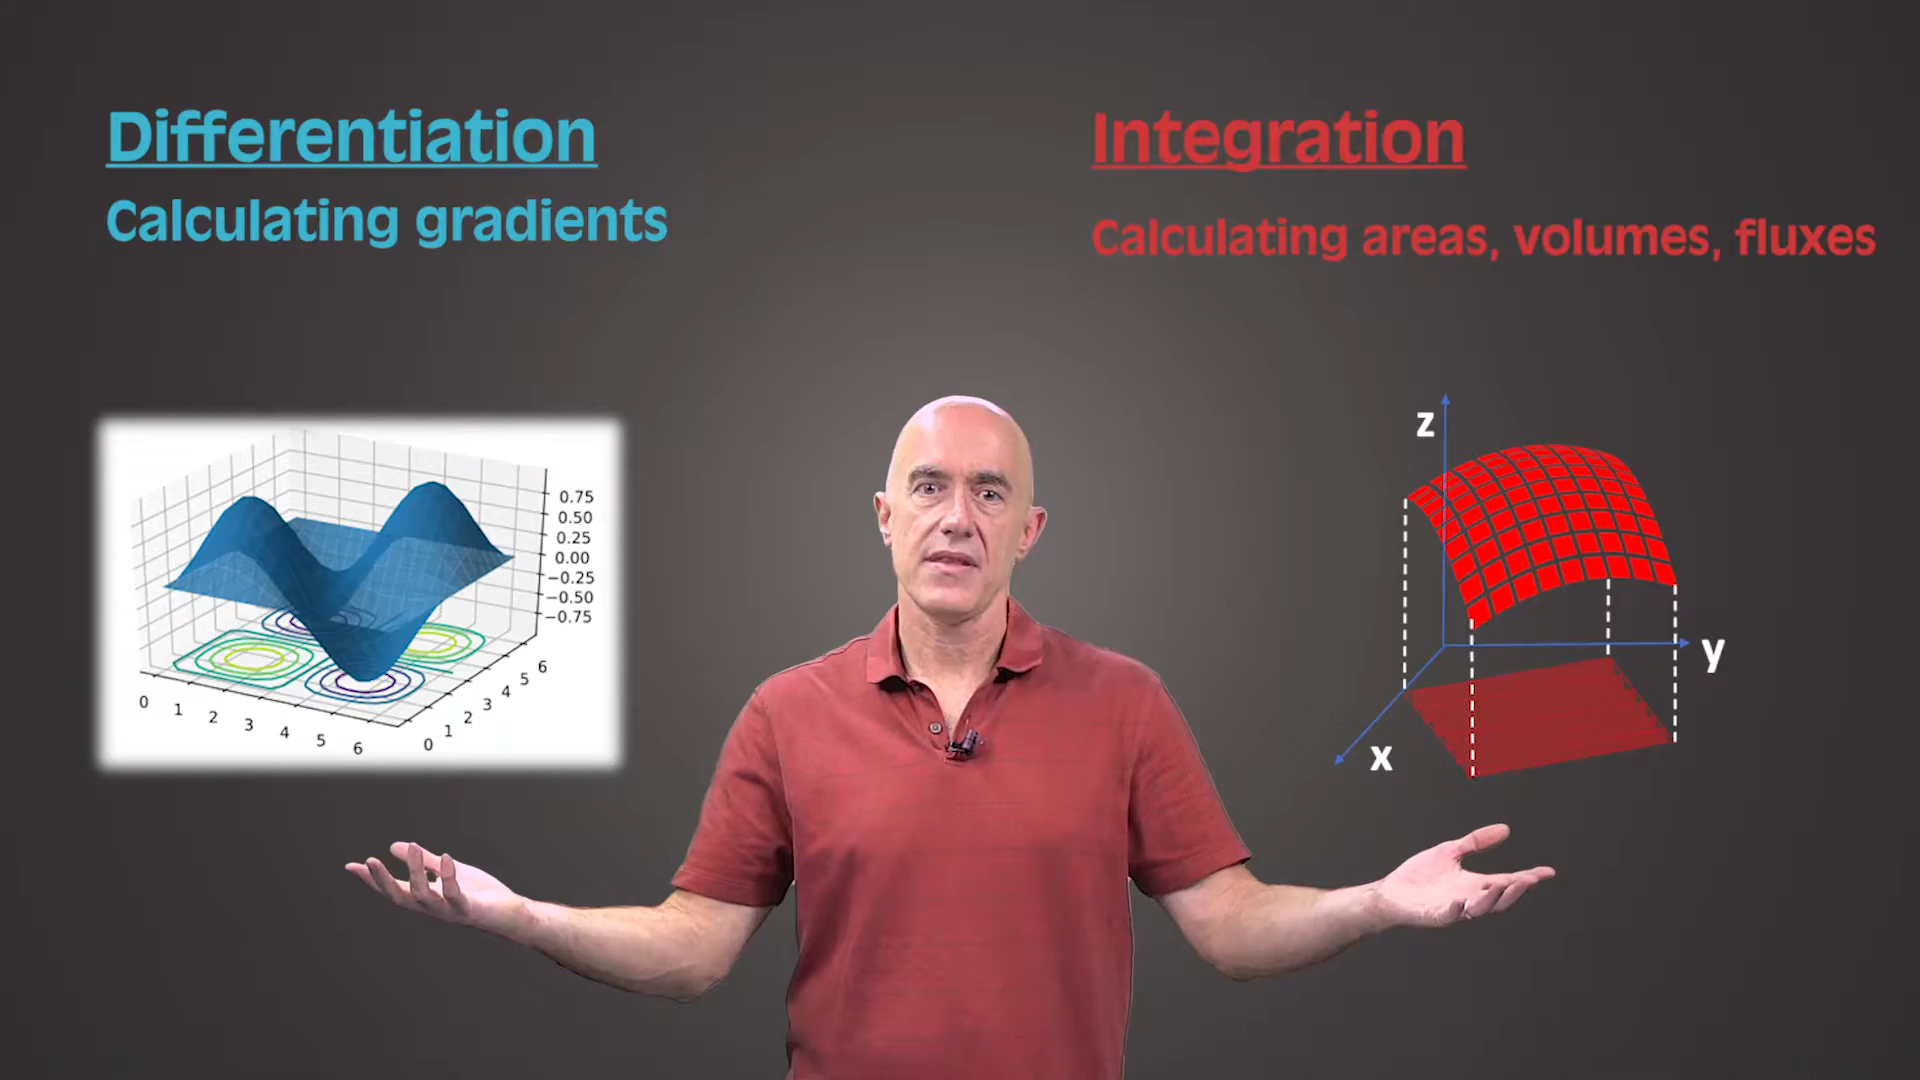 Differentiation
Calculating gradients
Integration
Calculating areas, volumes, fluxes
0.75
0.50
0.25
0.00
−0.25
−0.50
−0.75
0 1 2 3 4 5 6
0 1 2 3 4 5 6
z
y
x